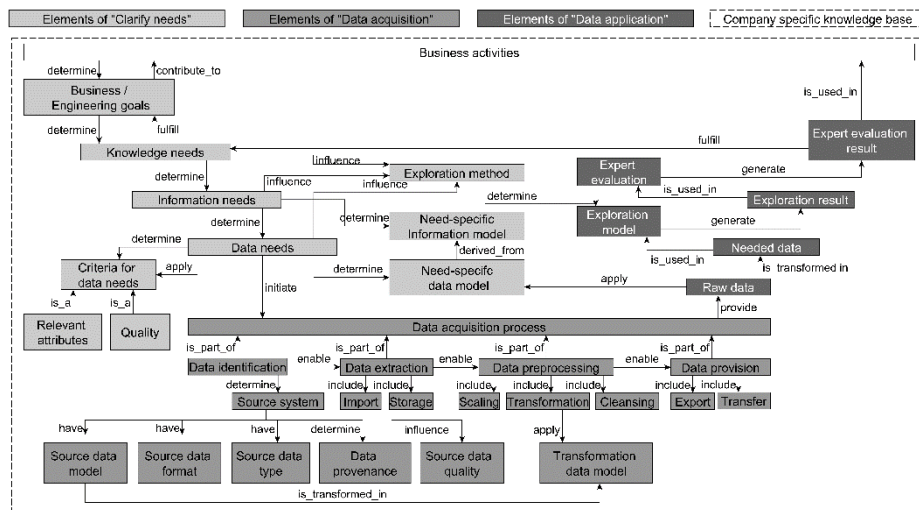 Elements of "Clarify needs"
Elements of "Data acquisition"
Elements of "Data application"
Company specific knowledge base
Business activities
determine
contribute_to
is_used_in
Business /
Engineering goals
determine
fulfill
fulfill
Expert evaluation
result
Knowledge needs
determine
influence
influence
influence
Exploration method
Expert
evaluation
generate
is_used_in
Information needs
determine
Exploration result
determine
determine
Need-specific
Information model
Exploration
model
generate
determine
Data needs
derived_from
is_used_in
Needed data
Criteria for
data needs
apply
determine
Need-specifc
data model
apply
is_transformed in
Raw data
is_a
is_a
initiate
provide
Relevant
attributes
Quality
Data acquisition process
is_part_of
is_part_of
is_part_of
is_part_of
Data identification
enable
Data extraction
enable
Data preprocessing
enable
Data provision
determine
include
include
include
include
include
include
include
Source system
Import
Storage
Scaling
Transformation
Cleansing
Export
Transfer
have
have
have
determine
influence
apply
Source data
model
Source data
format
Source data
type
Data
provenance
Source data
quality
Transformation
data model
is_transformed_in